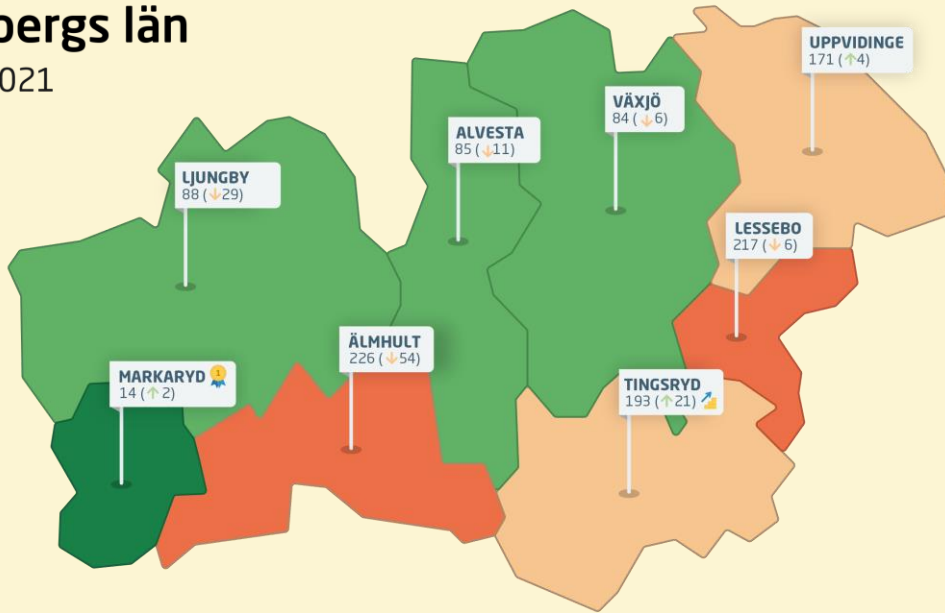 bergs län
021
UPPVIDINGE
171 (↑4)
VÄXJÖ
84 (↓6)
ALVESTA
85 (↓11)
LJUNGBY
88 (↓29)
LESSEBO
217 (↓6)
ÄLMHULT
226 (↓54)
MARKARYD 1
14 (↑2)
TINGSRYD
193 (↑21)